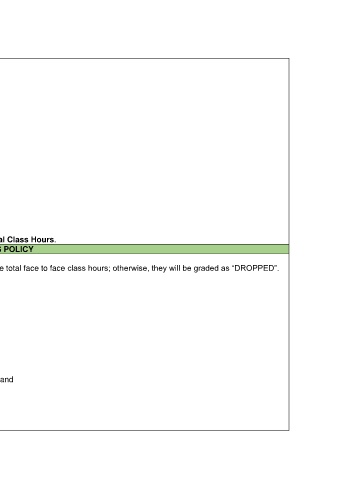 al Class Hours.
S POLICY
e total face to face class hours; otherwise, they will be graded as “DROPPED”.
and